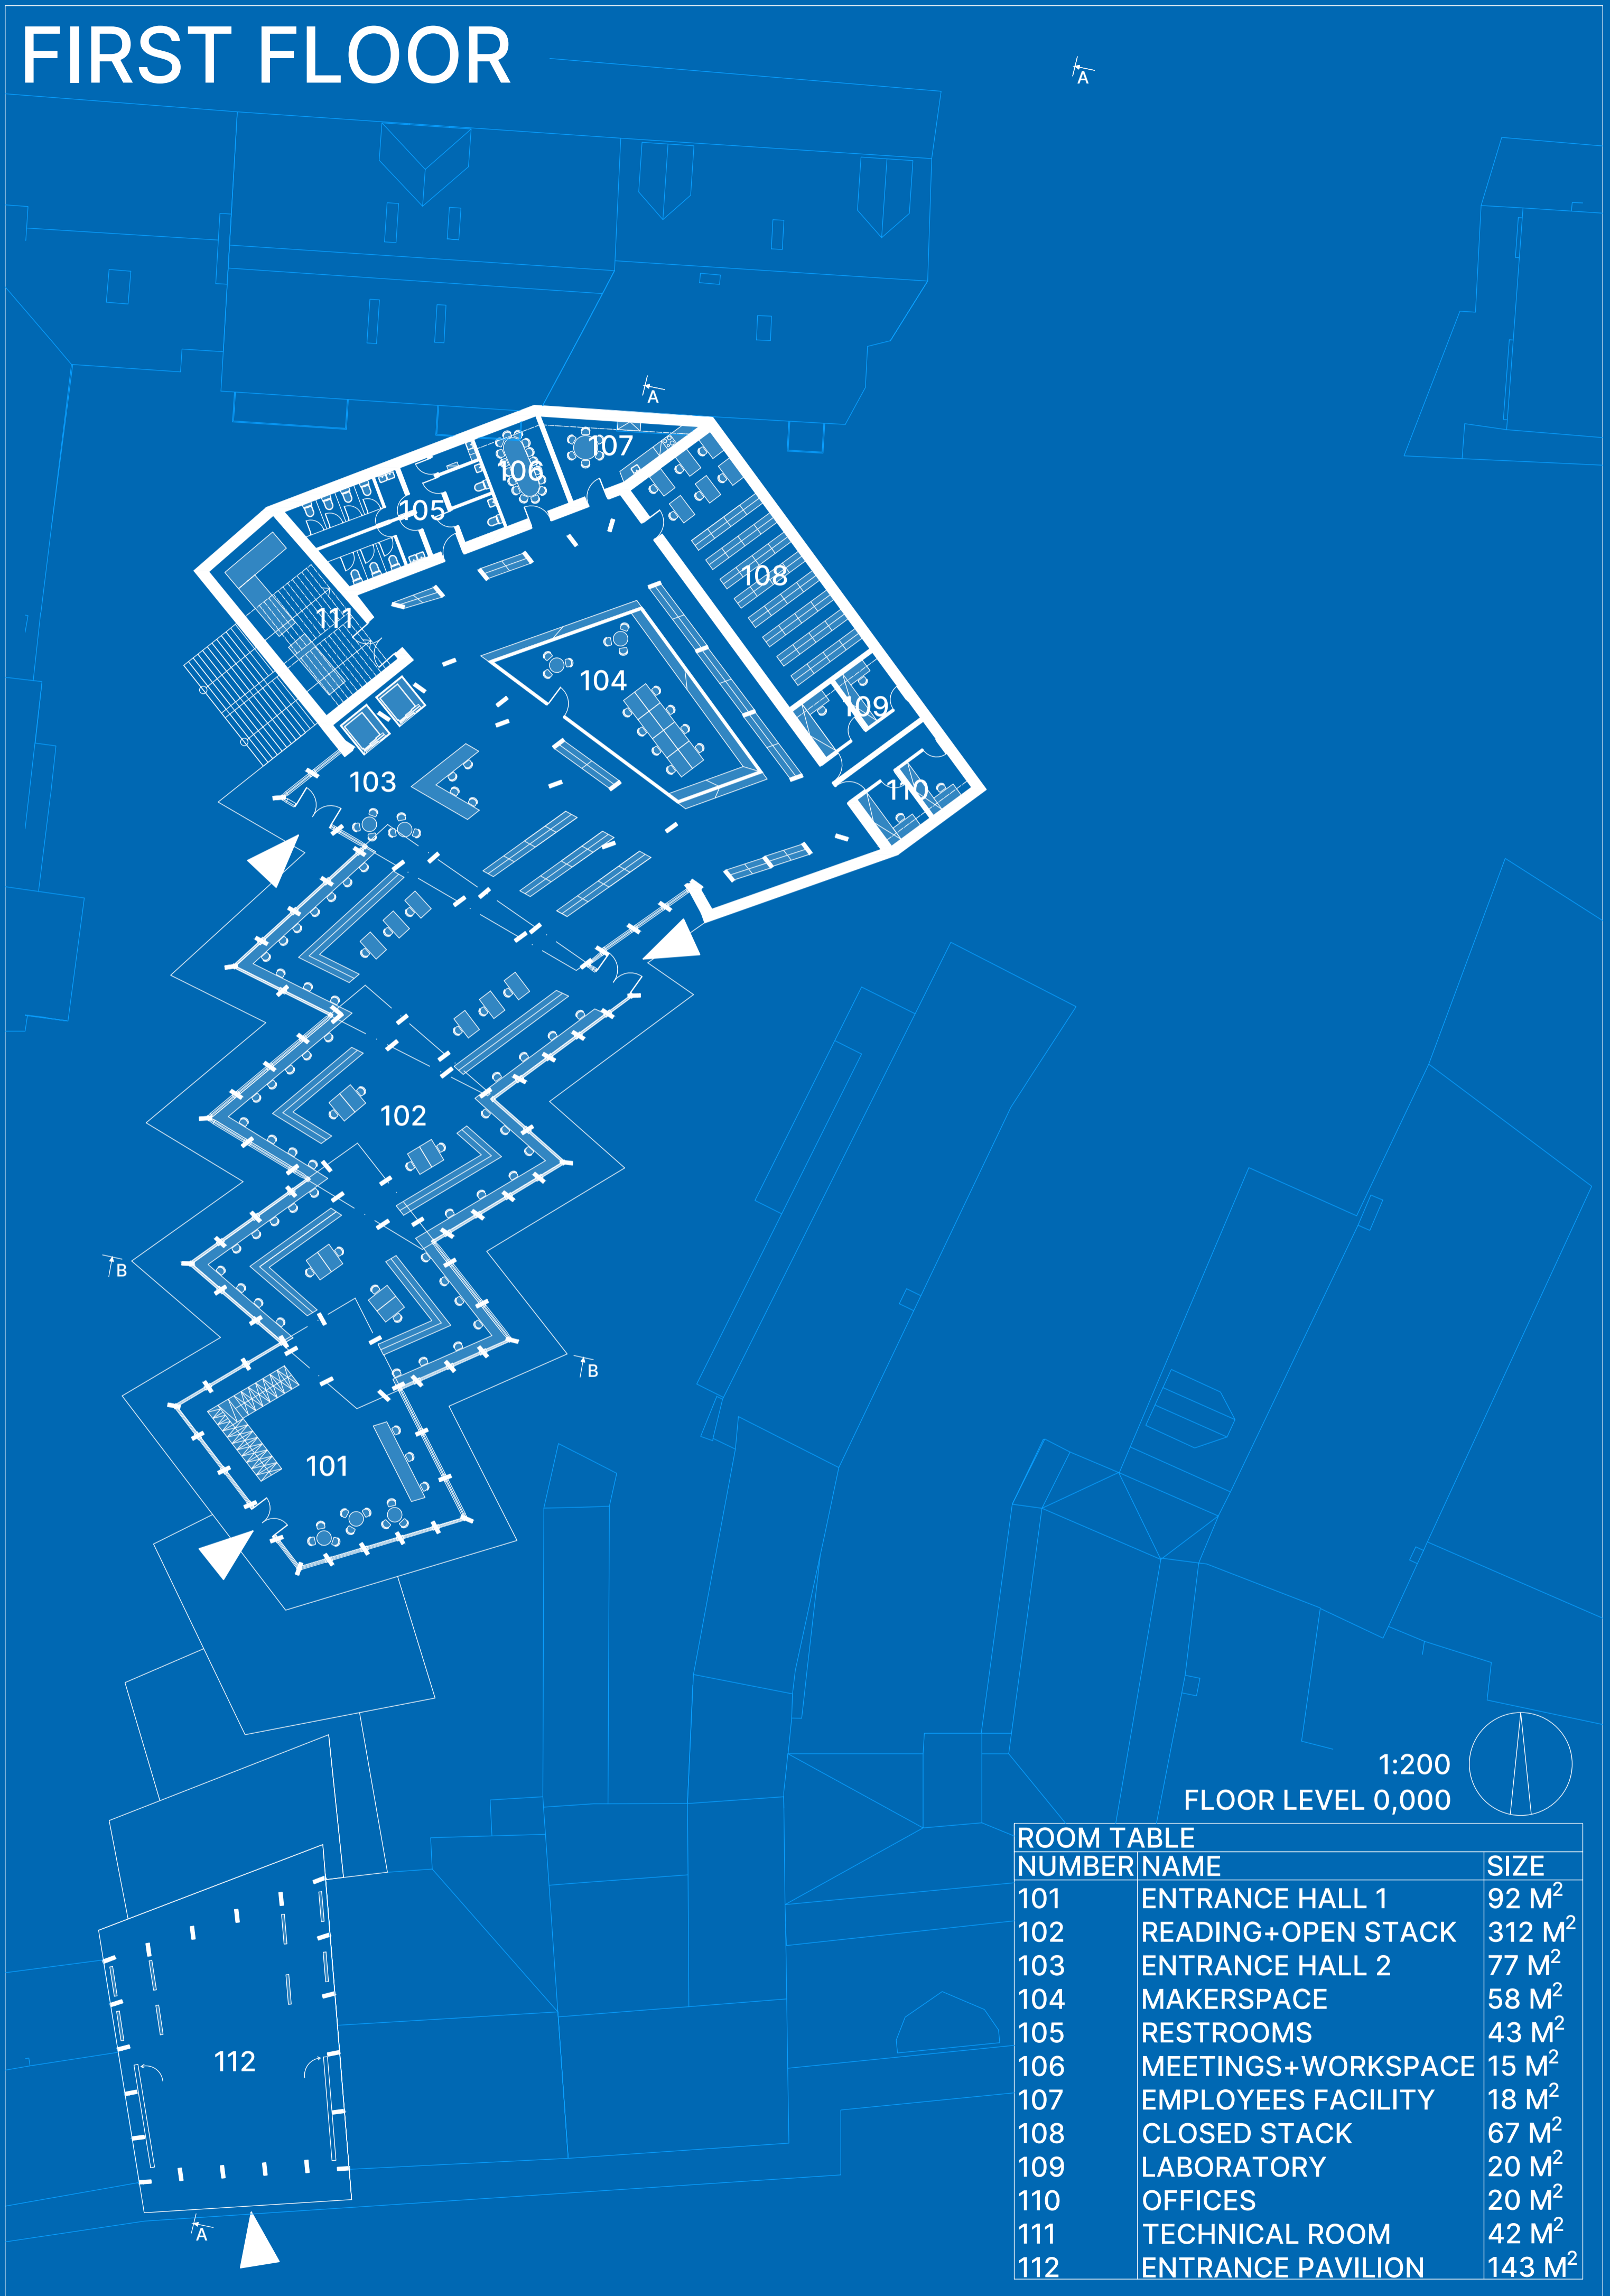 FIRST FLOOR
A
A
107
106
105
108
111
104
109
103
110
102
B
B
101
1:200
FLOOR LEVEL 0,000
112
A
ROOM TABLE
NUMBER NAME SIZE
101 ENTRANCE HALL 1 92 M²
102 READING+OPEN STACK 312 M²
103 ENTRANCE HALL 2 77 M²
104 MAKERSPACE 58 M²
105 RESTROOMS 43 M²
106 MEETINGS+WORKSPACE 15 M²
107 EMPLOYEES FACILITY 18 M²
108 CLOSED STACK 67 M²
109 LABORATORY 20 M²
110 OFFICES 20 M²
111 TECHNICAL ROOM 42 M²
112 ENTRANCE PAVILION 143 M²